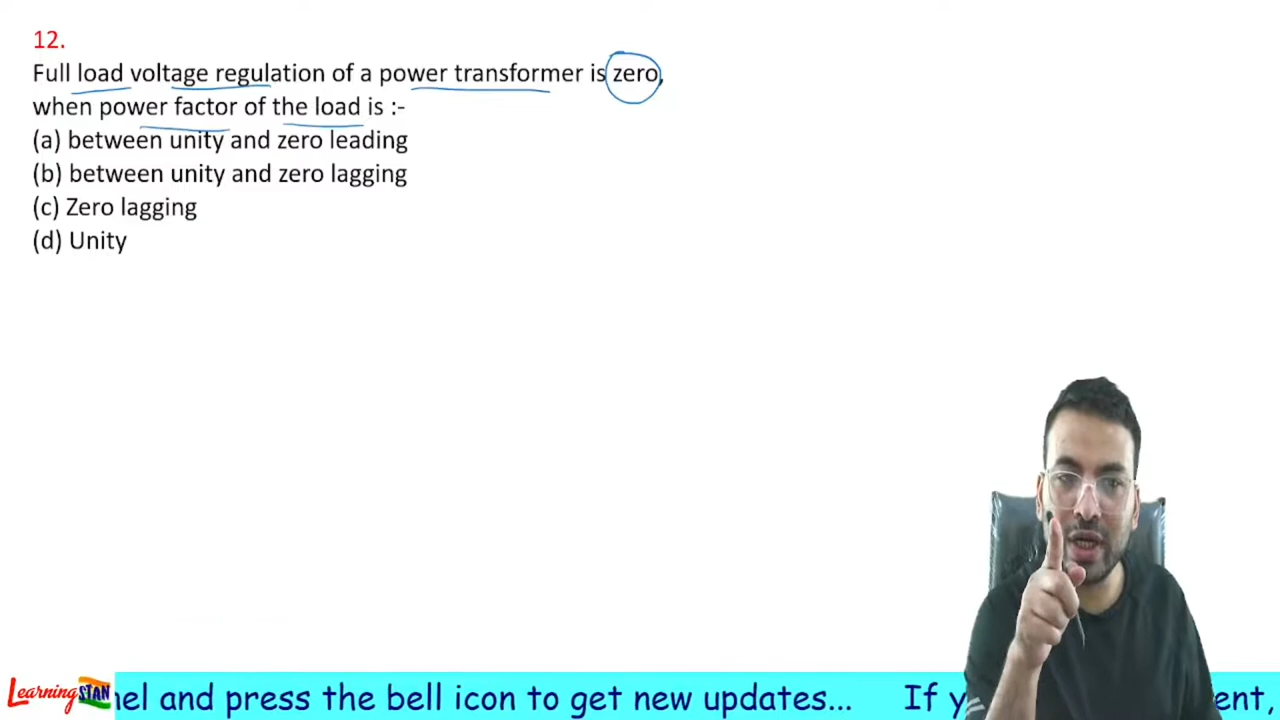 12.
Full load voltage regulation of a power transformer is zero,
when power factor of the load is :-
(a) between unity and zero leading
(b) between unity and zero lagging
(c) Zero lagging
(d) Unity
Learning STAN
and press the bell icon to get new updates... If